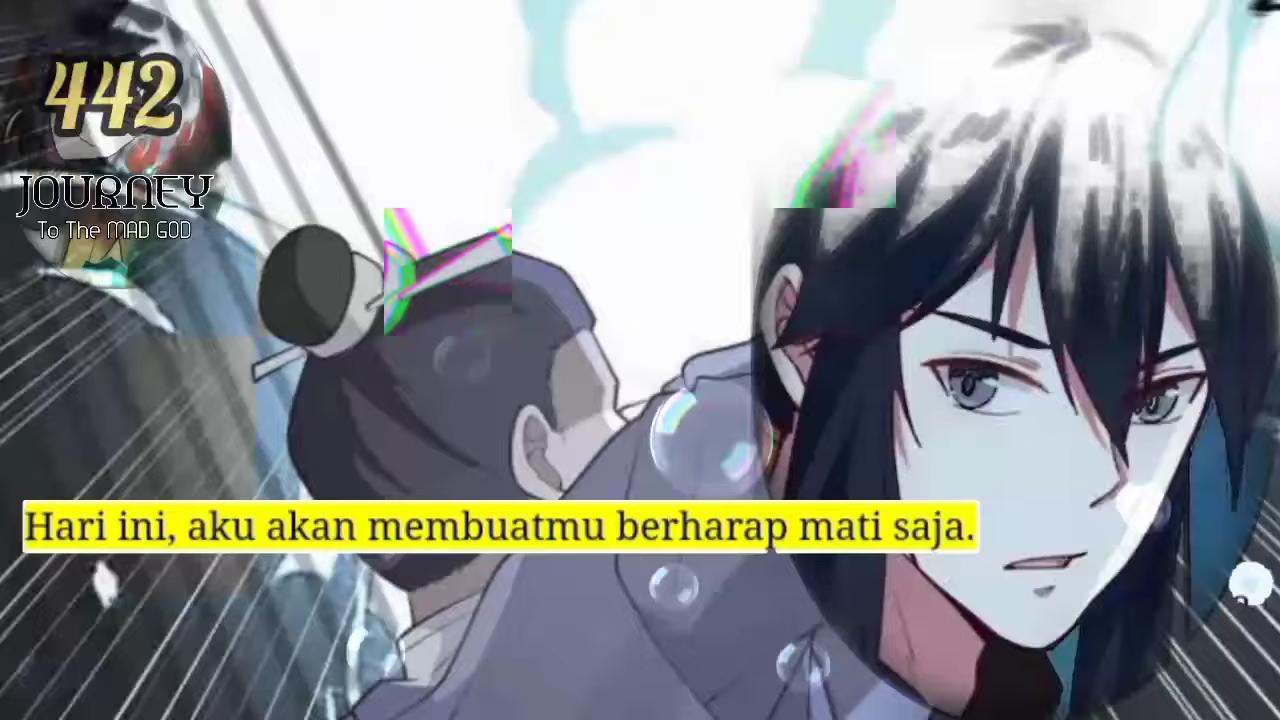 442
JOURNEY
To The MAD GOD
Hari ini, aku akan membuatmu berharap mati saja.